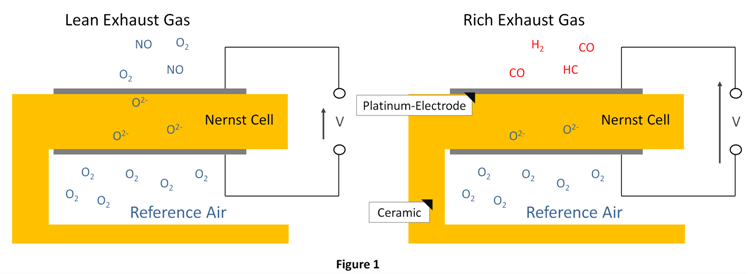 Lean Exhaust Gas
NO
O2
O2
NO
O2-
O2-
O2-
Nernst Cell
V
O2
O2
O2
O2
O2
O2
O2
Reference Air
Rich Exhaust Gas
H2
CO
CO
HC
Platinum-Electrode
Nernst Cell
O2-
O2-
V
O2
O2
O2
O2
O2
O2
O2
Ceramic
Reference Air
Figure 1